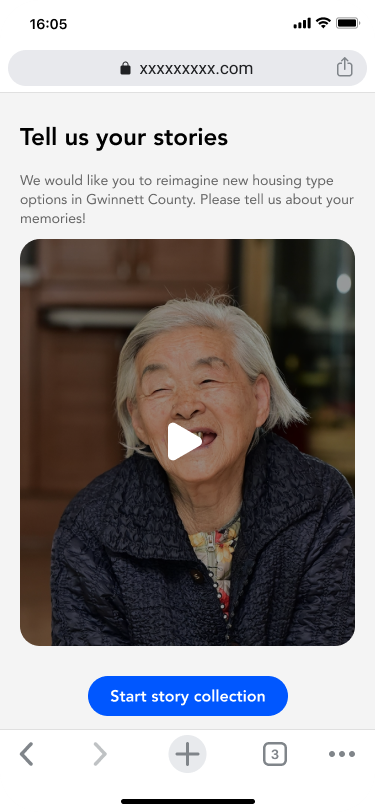 16:05
xxxxxxxxx.com
Tell us your stories
We would like you to reimagine new housing type
options in Gwinnett County. Please tell us about your
memories!
Start story collection
3